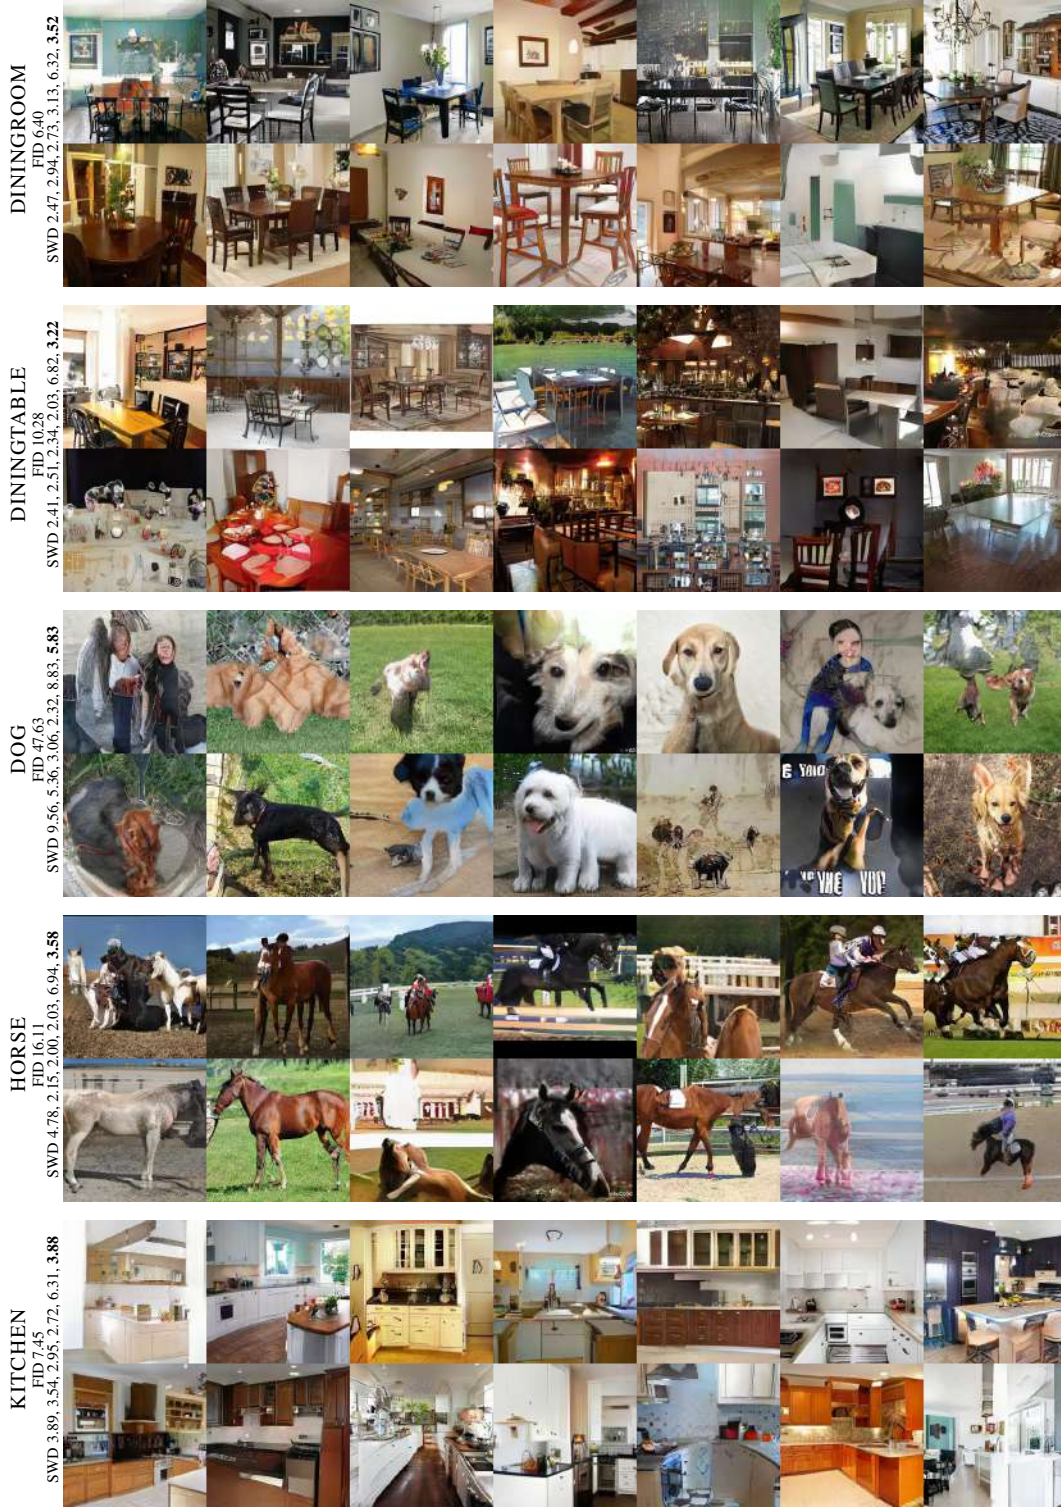 DININGROOM
FID 6.40
SWD 2.47, 2.94, 2.73, 3.13, 6.32, 3.52
DININGTABLE
FID 10.28
SWD 2.41, 2.51, 2.34, 2.03, 6.82, 3.22
DOG
FID 47.63
SWD 9.56, 5.36, 3.06, 2.32, 8.83, 5.83
HORSE
FID 16.11
SWD 4.78, 2.15, 2.00, 2.03, 6.94, 3.58
KITCHEN
FID 7.45
SWD 3.89, 3.54, 2.95, 2.72, 6.31, 3.88